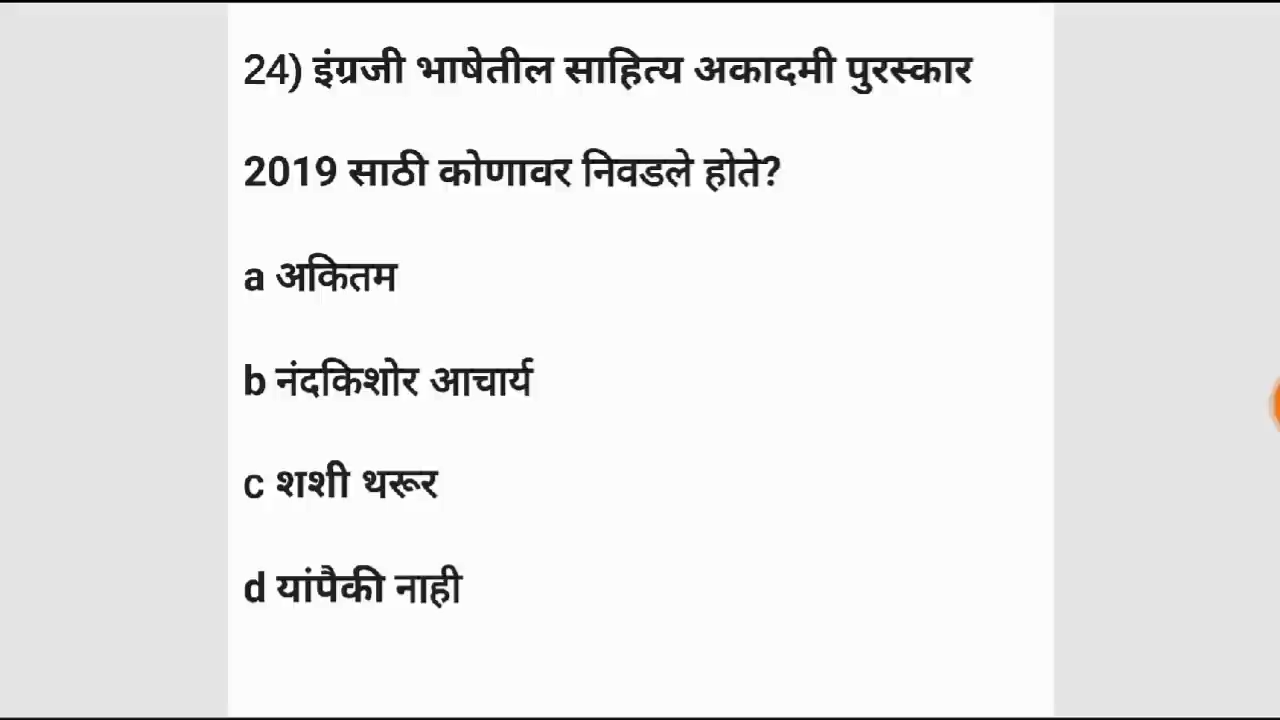 24) इंग्रजी भाषेतील साहित्य अकादमी पुरस्कार
2019 साठी कोणावर निवडले होते?
a अकितम
b नंदकिशोर आचार्य
c शशी थरूर
d यांपैकी नाही